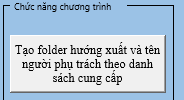 Chức năng chương trình
Tạo folder hướng xuất và tên
người phụ trách theo danh
sách cung cấp